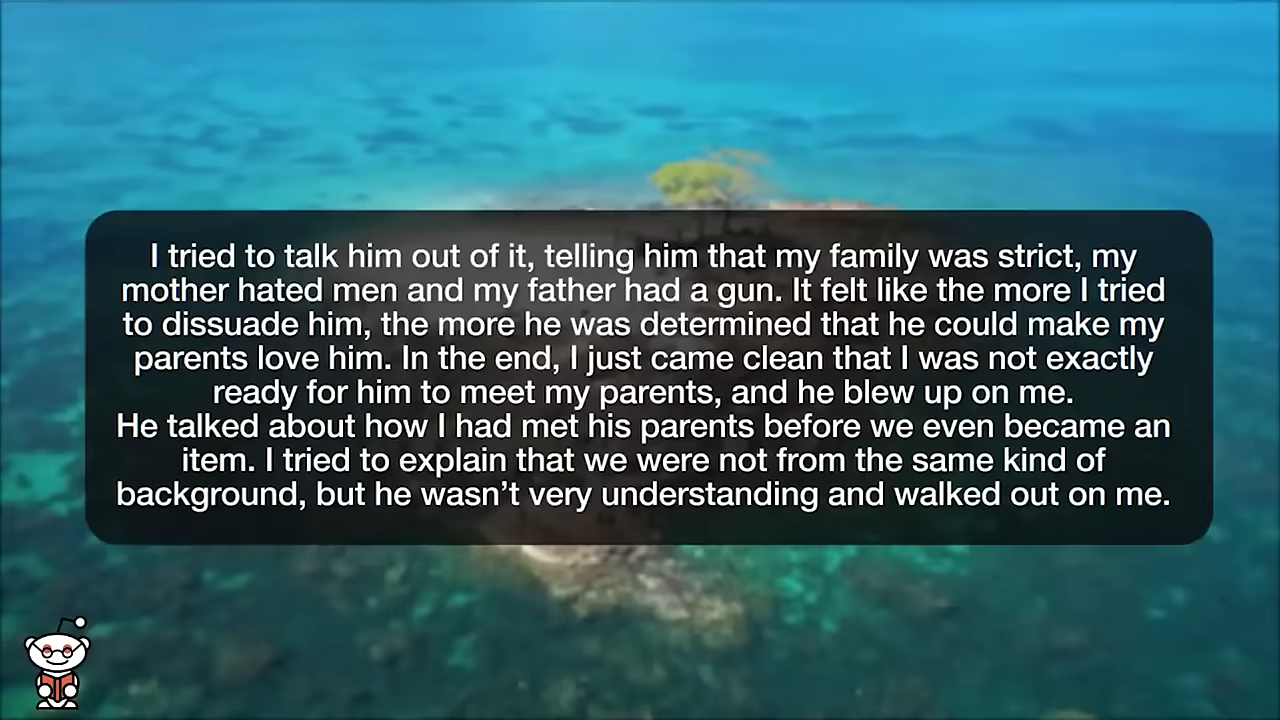 I tried to talk him out of it, telling him that my family was strict, my
mother hated men and my father had a gun. It felt like the more I tried
to dissuade him, the more he was determined that he could make my
parents love him. In the end, I just came clean that I was not exactly
ready for him to meet my parents, and he blew up on me.
He talked about how I had met his parents before we even became an
item. I tried to explain that we were not from the same kind of
background, but he wasn’t very understanding and walked out on me.